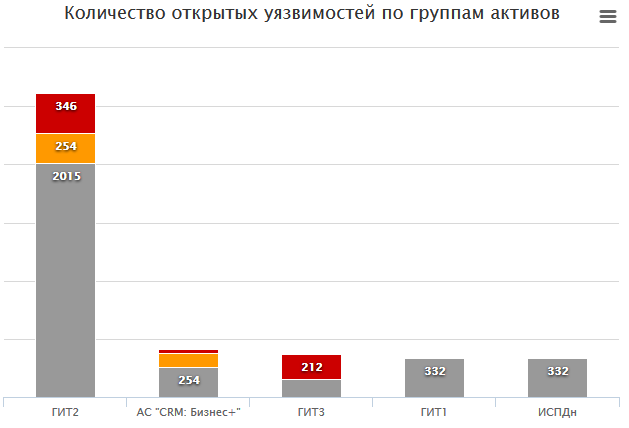 Количество открытых уязвимостей по группам активов
346
254
2015
254
212
332
332
ГИТ2
АС "CRM: Бизнес+"
ГИТ3
ГИТ1
ИСПДн